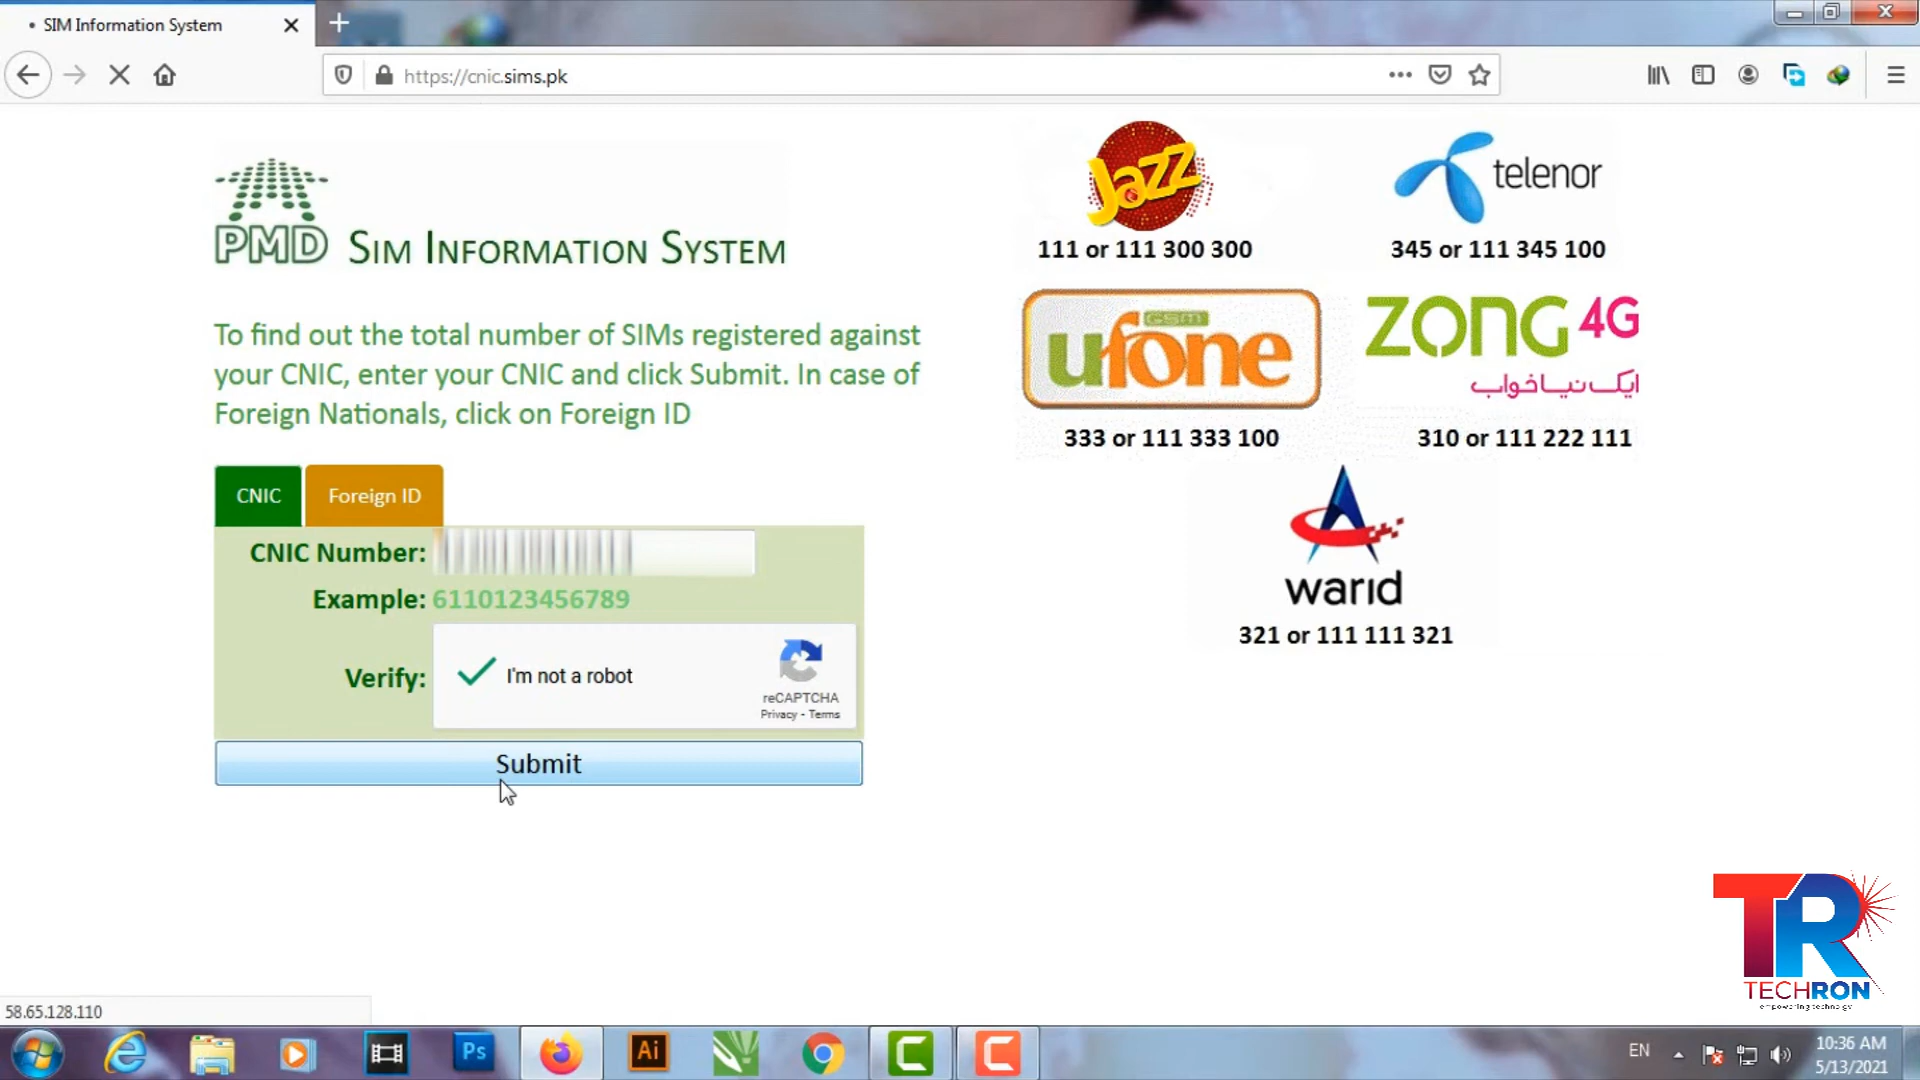 SIM Information System
https://cnic.sims.pk
PMD SIM INFORMATION SYSTEM
To find out the total number of SIMs registered against
your CNIC, enter your CNIC and click Submit. In case of
Foreign Nationals, click on Foreign ID
CNIC
Foreign ID
CNIC Number:
Example: 6110123456789
Verify:
I'm not a robot
reCAPTCHA
Privacy - Terms
Submit
Jazz
111 or 111 300 300
telenor
345 or 111 345 100
GSM
ufone
333 or 111 333 100
ZONG 4G
ایک نیا خواب
310 or 111 222 111
warid
321 or 111 111 321
TR
TECHRON
empowering technology
58.65.128.110
Ps
Ai
EN
10:36 AM
5/13/2021